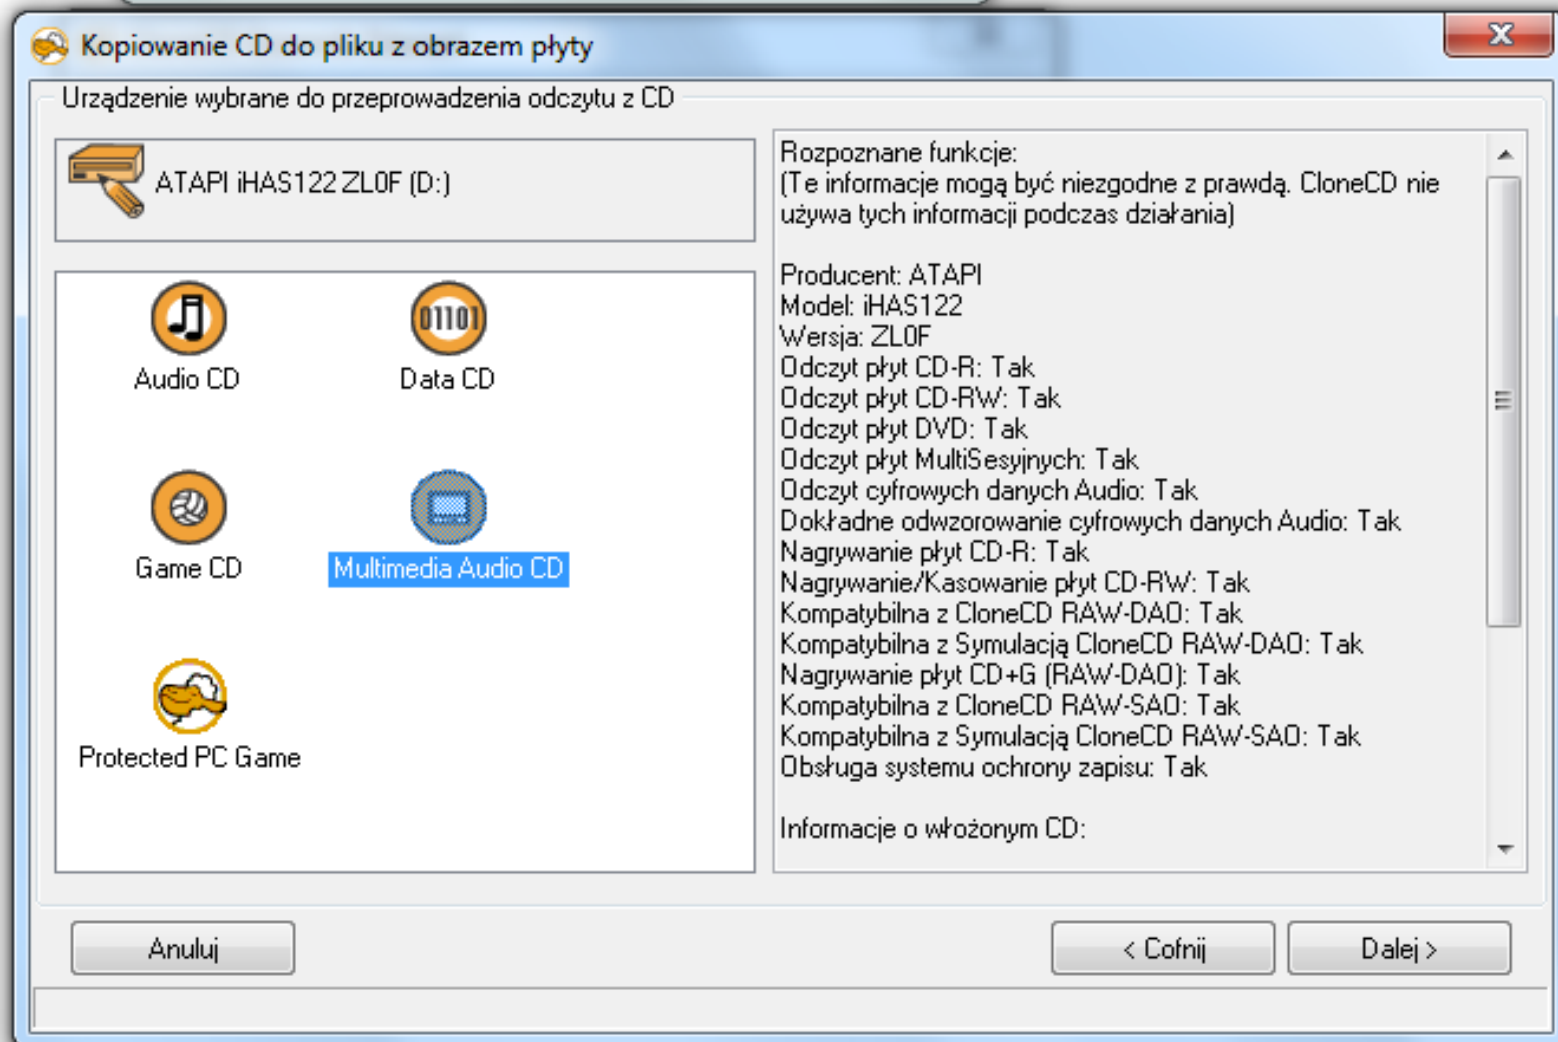 Kopiowanie CD do pliku z obrazem płyty
Urządzenie wybrane do przeprowadzenia odczytu z CD
ATAPI iHAS122 ZL0F (D:)
Audio CD
01101
Data CD
Game CD
Multimedia Audio CD
Protected PC Game
Rozpoznane funkcje:
(Te informacje mogą być niezgodne z prawdą. CloneCD nie
używa tych informacji podczas działania)
Producent: ATAPI
Model: iHAS122
Wersja: ZL0F
Odczyt płyt CD-R: Tak
Odczyt płyt CD-RW: Tak
Odczyt płyt DVD: Tak
Odczyt płyt MultiSesyjnych: Tak
Odczyt cyfrowych danych Audio: Tak
Dokładne odwzorowanie cyfrowych danych Audio: Tak
Nagrywanie płyt CD-R: Tak
Nagrywanie/Kasowanie płyt CD-RW: Tak
Kompatybilna z CloneCD RAW-DAO: Tak
Kompatybilna z Symulacją CloneCD RAW-DAO: Tak
Nagrywanie płyt CD+G (RAW-DAO): Tak
Kompatybilna z CloneCD RAW-SAO: Tak
Kompatybilna z Symulacją CloneCD RAW-SAO: Tak
Obsługa systemu ochrony zapisu: Tak
Informacje o włożonym CD:
Anuluj
< Cofnij
Dalej >